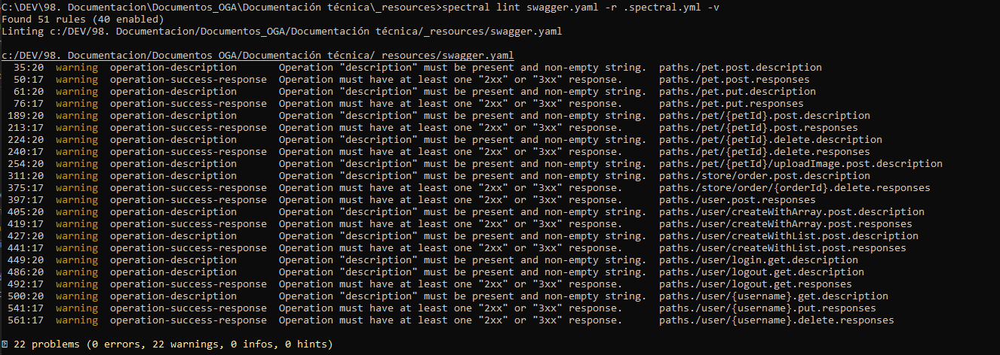 C:\DEV\98. Documentacion\Documentos_OGA\Documentación técnica\_resources>spectral lint swagger.yaml -r .spectral.yml -v
Found 51 rules (40 enabled)
Linting c:/DEV/98. Documentacion/Documentos_OGA/Documentación técnica/_resources/swagger.yaml
c:/DEV/98. Documentacion/Documentos_OGA/Documentación técnica/_resources/swagger.yaml
35:20 warning operation-description Operation "description" must be present and non-empty string. paths./pet.post.description
50:17 warning operation-success-response Operation must have at least one "2xx" or "3xx" response. paths./pet.post.responses
61:20 warning operation-description Operation "description" must be present and non-empty string. paths./pet.put.description
76:17 warning operation-success-response Operation must have at least one "2xx" or "3xx" response. paths./pet.put.responses
189:20 warning operation-description Operation "description" must be present and non-empty string. paths./pet/{petId}.post.description
213:17 warning operation-success-response Operation must have at least one "2xx" or "3xx" response. paths./pet/{petId}.post.responses
224:20 warning operation-description Operation "description" must be present and non-empty string. paths./pet/{petId}.delete.description
240:17 warning operation-success-response Operation must have at least one "2xx" or "3xx" response. paths./pet/{petId}.delete.responses
254:20 warning operation-description Operation "description" must be present and non-empty string. paths./pet/{petId}/uploadImage.post.description
311:20 warning operation-description Operation "description" must be present and non-empty string. paths./store/order.post.description
375:17 warning operation-success-response Operation must have at least one "2xx" or "3xx" response. paths./store/order/{orderId}.delete.responses
397:17 warning operation-success-response Operation must have at least one "2xx" or "3xx" response. paths./user.post.responses
405:20 warning operation-description Operation "description" must be present and non-empty string. paths./user/createWithArray.post.description
419:17 warning operation-success-response Operation must have at least one "2xx" or "3xx" response. paths./user/createWithArray.post.responses
427:20 warning operation-description Operation "description" must be present and non-empty string. paths./user/createWithList.post.description
441:17 warning operation-success-response Operation must have at least one "2xx" or "3xx" response. paths./user/createWithList.post.responses
449:20 warning operation-description Operation "description" must be present and non-empty string. paths./user/login.get.description
486:20 warning operation-description Operation "description" must be present and non-empty string. paths./user/logout.get.description
492:17 warning operation-success-response Operation must have at least one "2xx" or "3xx" response. paths./user/logout.get.responses
500:20 warning operation-description Operation "description" must be present and non-empty string. paths./user/{username}.get.description
541:17 warning operation-success-response Operation must have at least one "2xx" or "3xx" response. paths./user/{username}.put.responses
561:17 warning operation-success-response Operation must have at least one "2xx" or "3xx" response. paths./user/{username}.delete.responses
22 problems (0 errors, 22 warnings, 0 infos, 0 hints)